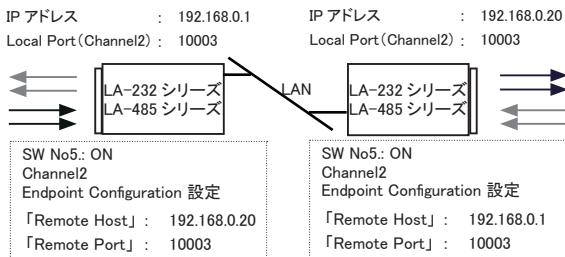 IP アドレス : 192.168.0.1
Local Port(Channel2) : 10003
IP アドレス : 192.168.0.20
Local Port(Channel2) : 10003
LA-232 シリーズ
LA-485 シリーズ
LAN
LA-232 シリーズ
LA-485 シリーズ
SW No5.: ON
Channel2
Endpoint Configuration 設定
「Remote Host」: 192.168.0.20
「Remote Port」: 10003
SW No5.: ON
Channel2
Endpoint Configuration 設定
「Remote Host」: 192.168.0.1
「Remote Port」: 10003